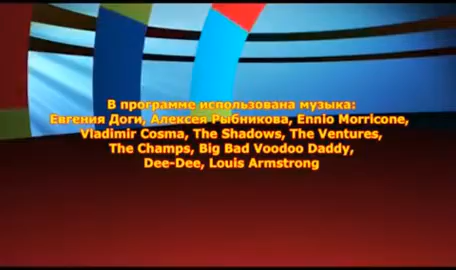 В программе использована музыка:
Евгения Доги, Алексея Рыбникова, Ennio Morricone,
Vladimir Cosma, The Shadows, The Ventures,
The Champs, Big Bad Voodoo Daddy,
Dee-Dee, Louis Armstrong